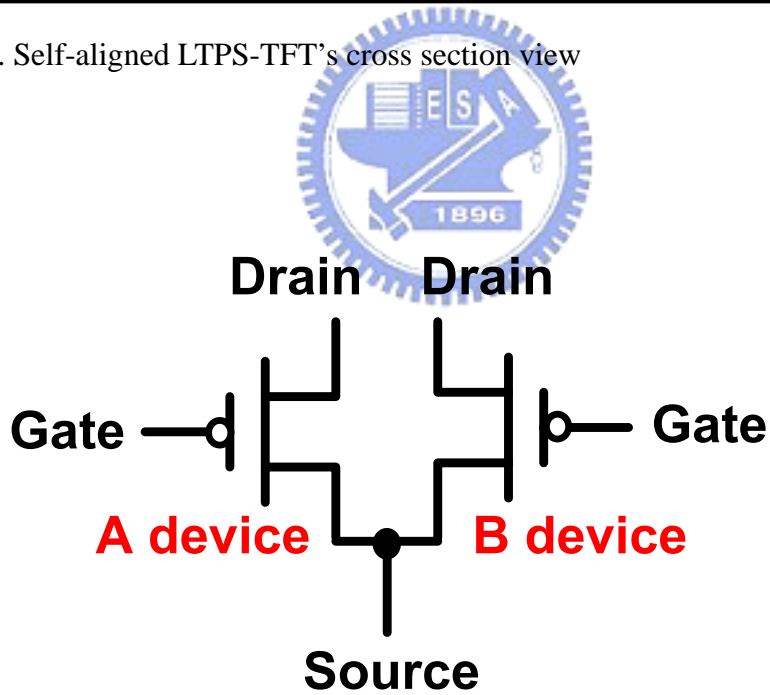 . Self-aligned LTPS-TFT's cross section view
ES A
1896
Drain Drain
Gate Gate
A device B device
Source